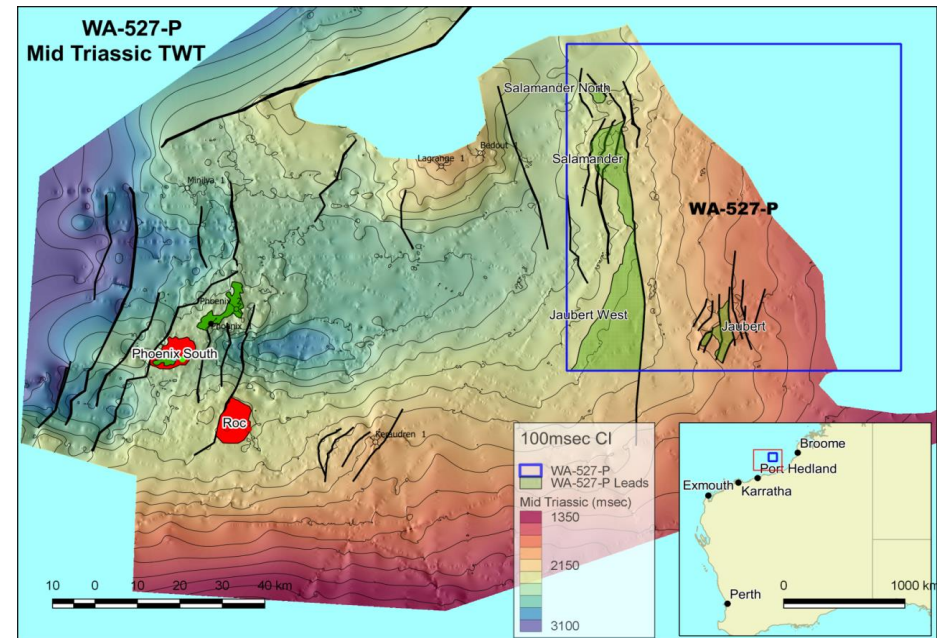 WA-527-P
Mid Triassic TWT
Salamander North
Bedout
Lagrange 1
Salamander
Minilya 1
WA-527-P
Phoenix
Phoenix
Jaubert West
Jaubert
Phoenix South
Roc
Keraudren 1
100msec CI
WA-527-P
WA-527-P Leads
Mid Triassic (msec)
1350
2150
3100
Broome
Port Hedland
Exmouth
Karratha
Perth
0 1000 km
10 0 10 20 30 40 km